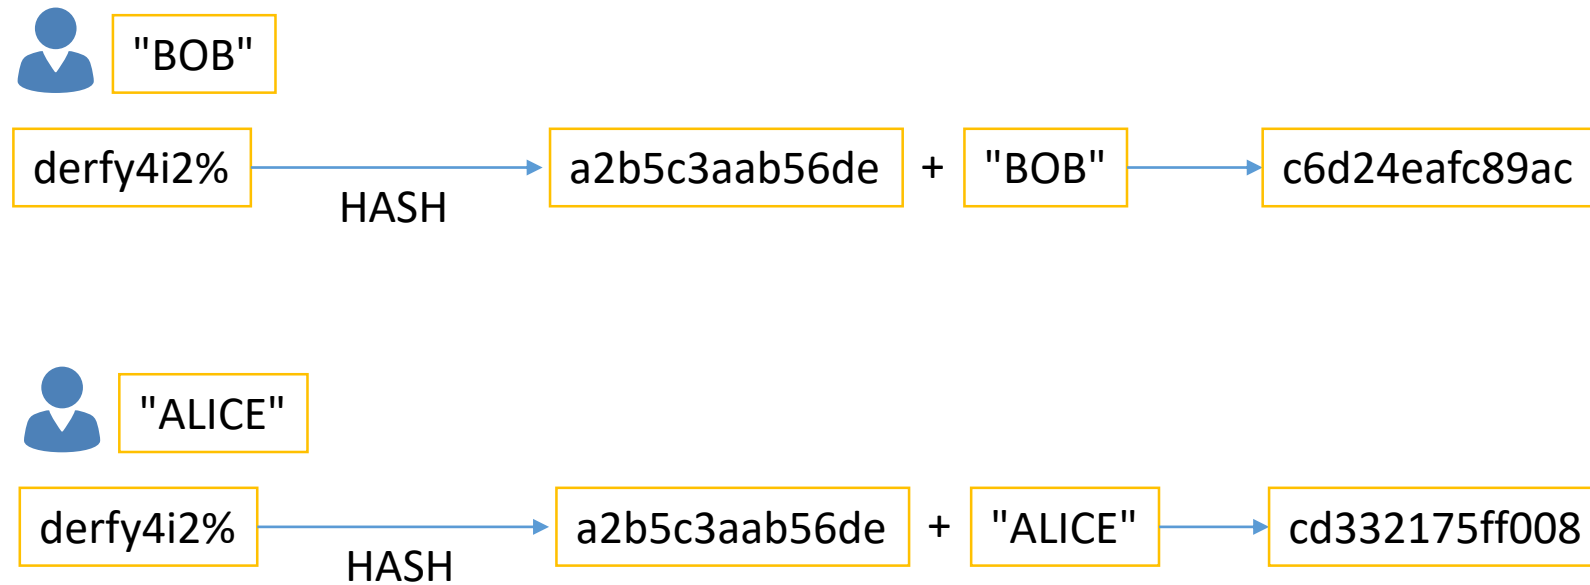 "BOB"
derfy4i2% HASH a2b5c3aab56de + "BOB" c6d24eafc89ac
"ALICE"
derfy4i2% HASH a2b5c3aab56de + "ALICE" cd332175ff008